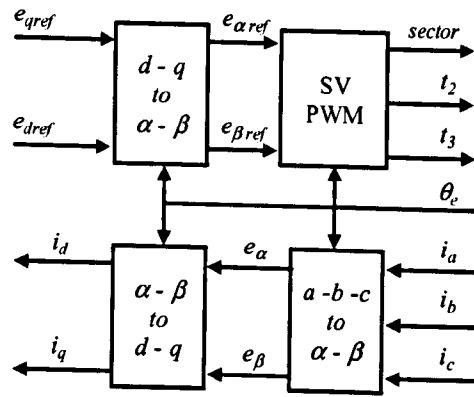 e_qref
e_αref
sector
d - q
to
α - β
SV
PWM
t_2
e_dref
e_βref
t_3
θ_e
i_d
e_α
i_a
α - β
to
d - q
a - b - c
to
α - β
i_b
i_q
e_β
i_c